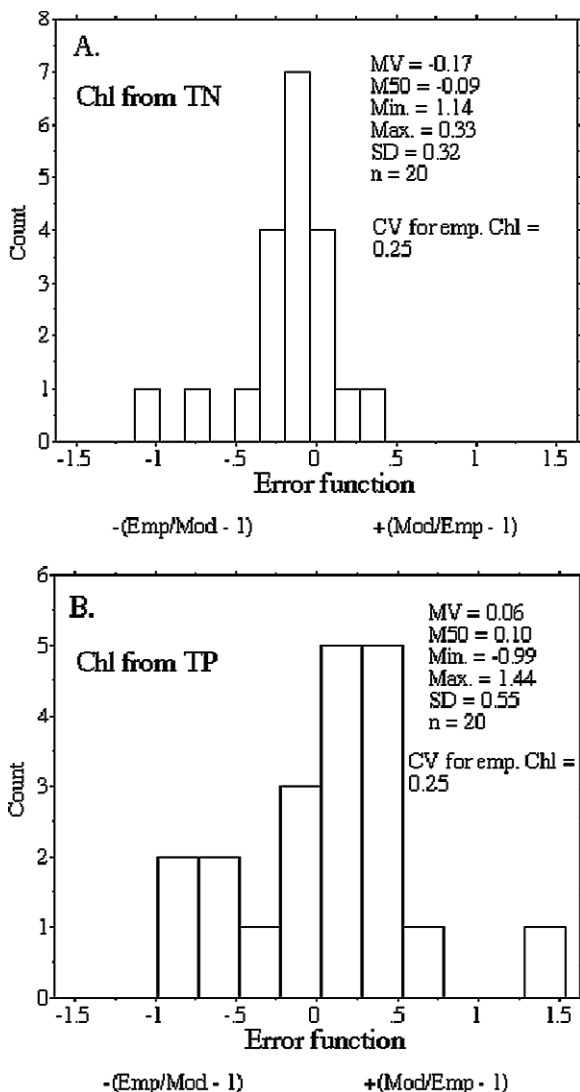 A.
Chl from TN
MV = -0.17
M50 = -0.09
Min. = 1.14
Max. = 0.33
SD = 0.32
n = 20
CV for emp. Chl =
0.25
Count
8
7
6
5
4
3
2
1
0
-1.5 -1 -.5 0 .5 1 1.5
Error function
-(Emp/Mod - 1) +(Mod/Emp - 1)
B.
Chl from TP
MV = 0.06
M50 = 0.10
Min. = -0.99
Max. = 1.44
SD = 0.55
n = 20
CV for emp. Chl =
0.25
Count
6
5
4
3
2
1
0
-1.5 -1 -.5 0 .5 1 1.5
Error function
-(Emp/Mod - 1) +(Mod/Emp - 1)